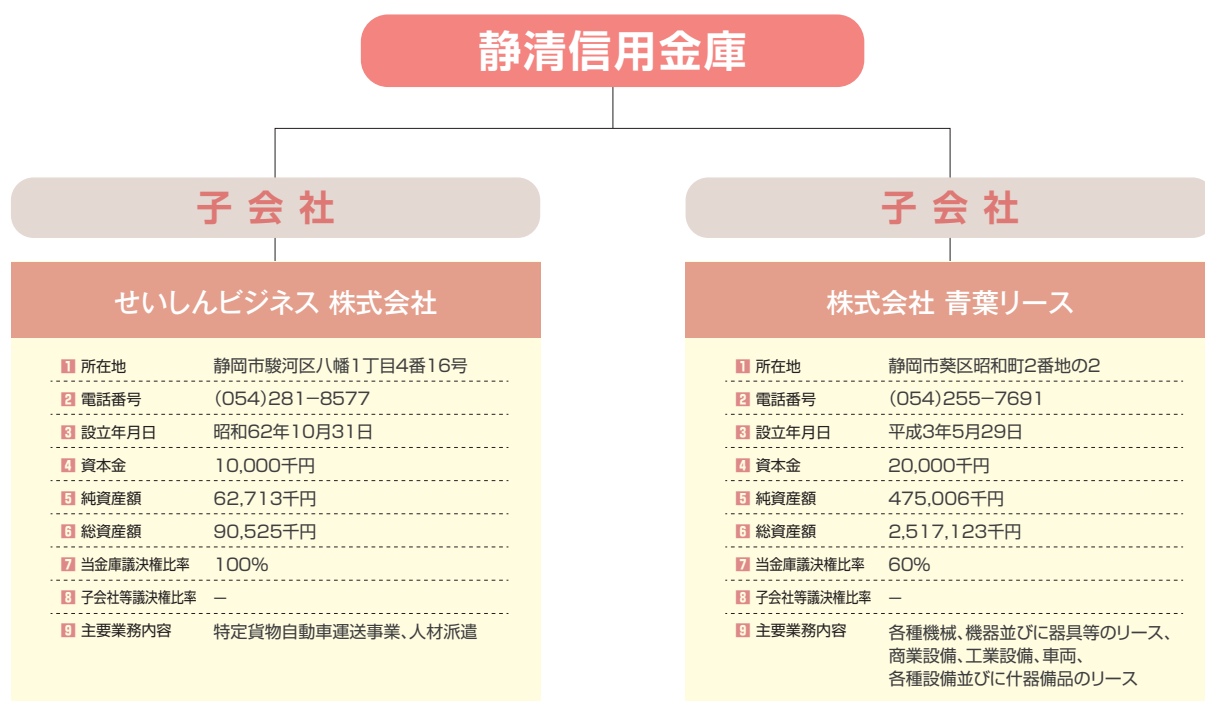 静清信用金庫
子会社
せいしんビジネス 株式会社
1 所在地 静岡市駿河区八幡1丁目4番16号
2 電話番号 (054)281−8577
3 設立年月日 昭和62年10月31日
4 資本金 10,000千円
5 純資産額 62,713千円
6 総資産額 90,525千円
7 当金庫議決権比率 100%
8 子会社等議決権比率 −
9 主要業務内容 特定貨物自動車運送事業、人材派遣
子会社
株式会社 青葉リース
1 所在地 静岡市葵区昭和町2番地の2
2 電話番号 (054)255−7691
3 設立年月日 平成3年5月29日
4 資本金 20,000千円
5 純資産額 475,006千円
6 総資産額 2,517,123千円
7 当金庫議決権比率 60%
8 子会社等議決権比率 −
9 主要業務内容 各種機械、機器並びに器具等のリース、
商業設備、工業設備、車両、
各種設備並びに什器備品のリース